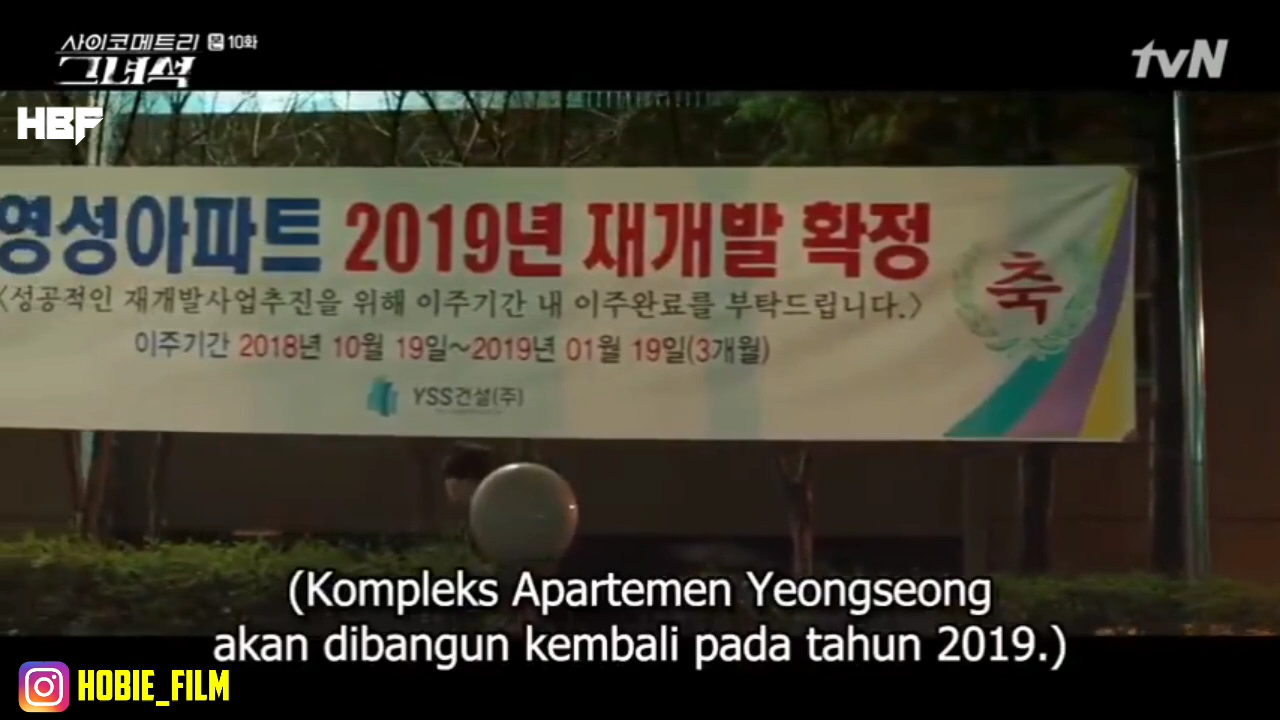 사이코메트리 본 10화
그녀석
tvN
HBF
영성아파트 2019년 재개발 확정
<성공적인 재개발사업추진을 위해 이주기간 내 이주완료를 부탁드립니다.>
축
이주기간 2018년 10월 19일~2019년 01월 19일(3개월)
YSS건설(주)
(Kompleks Apartemen Yeongseong
akan dibangun kembali pada tahun 2019.)
HOBIE_FILM